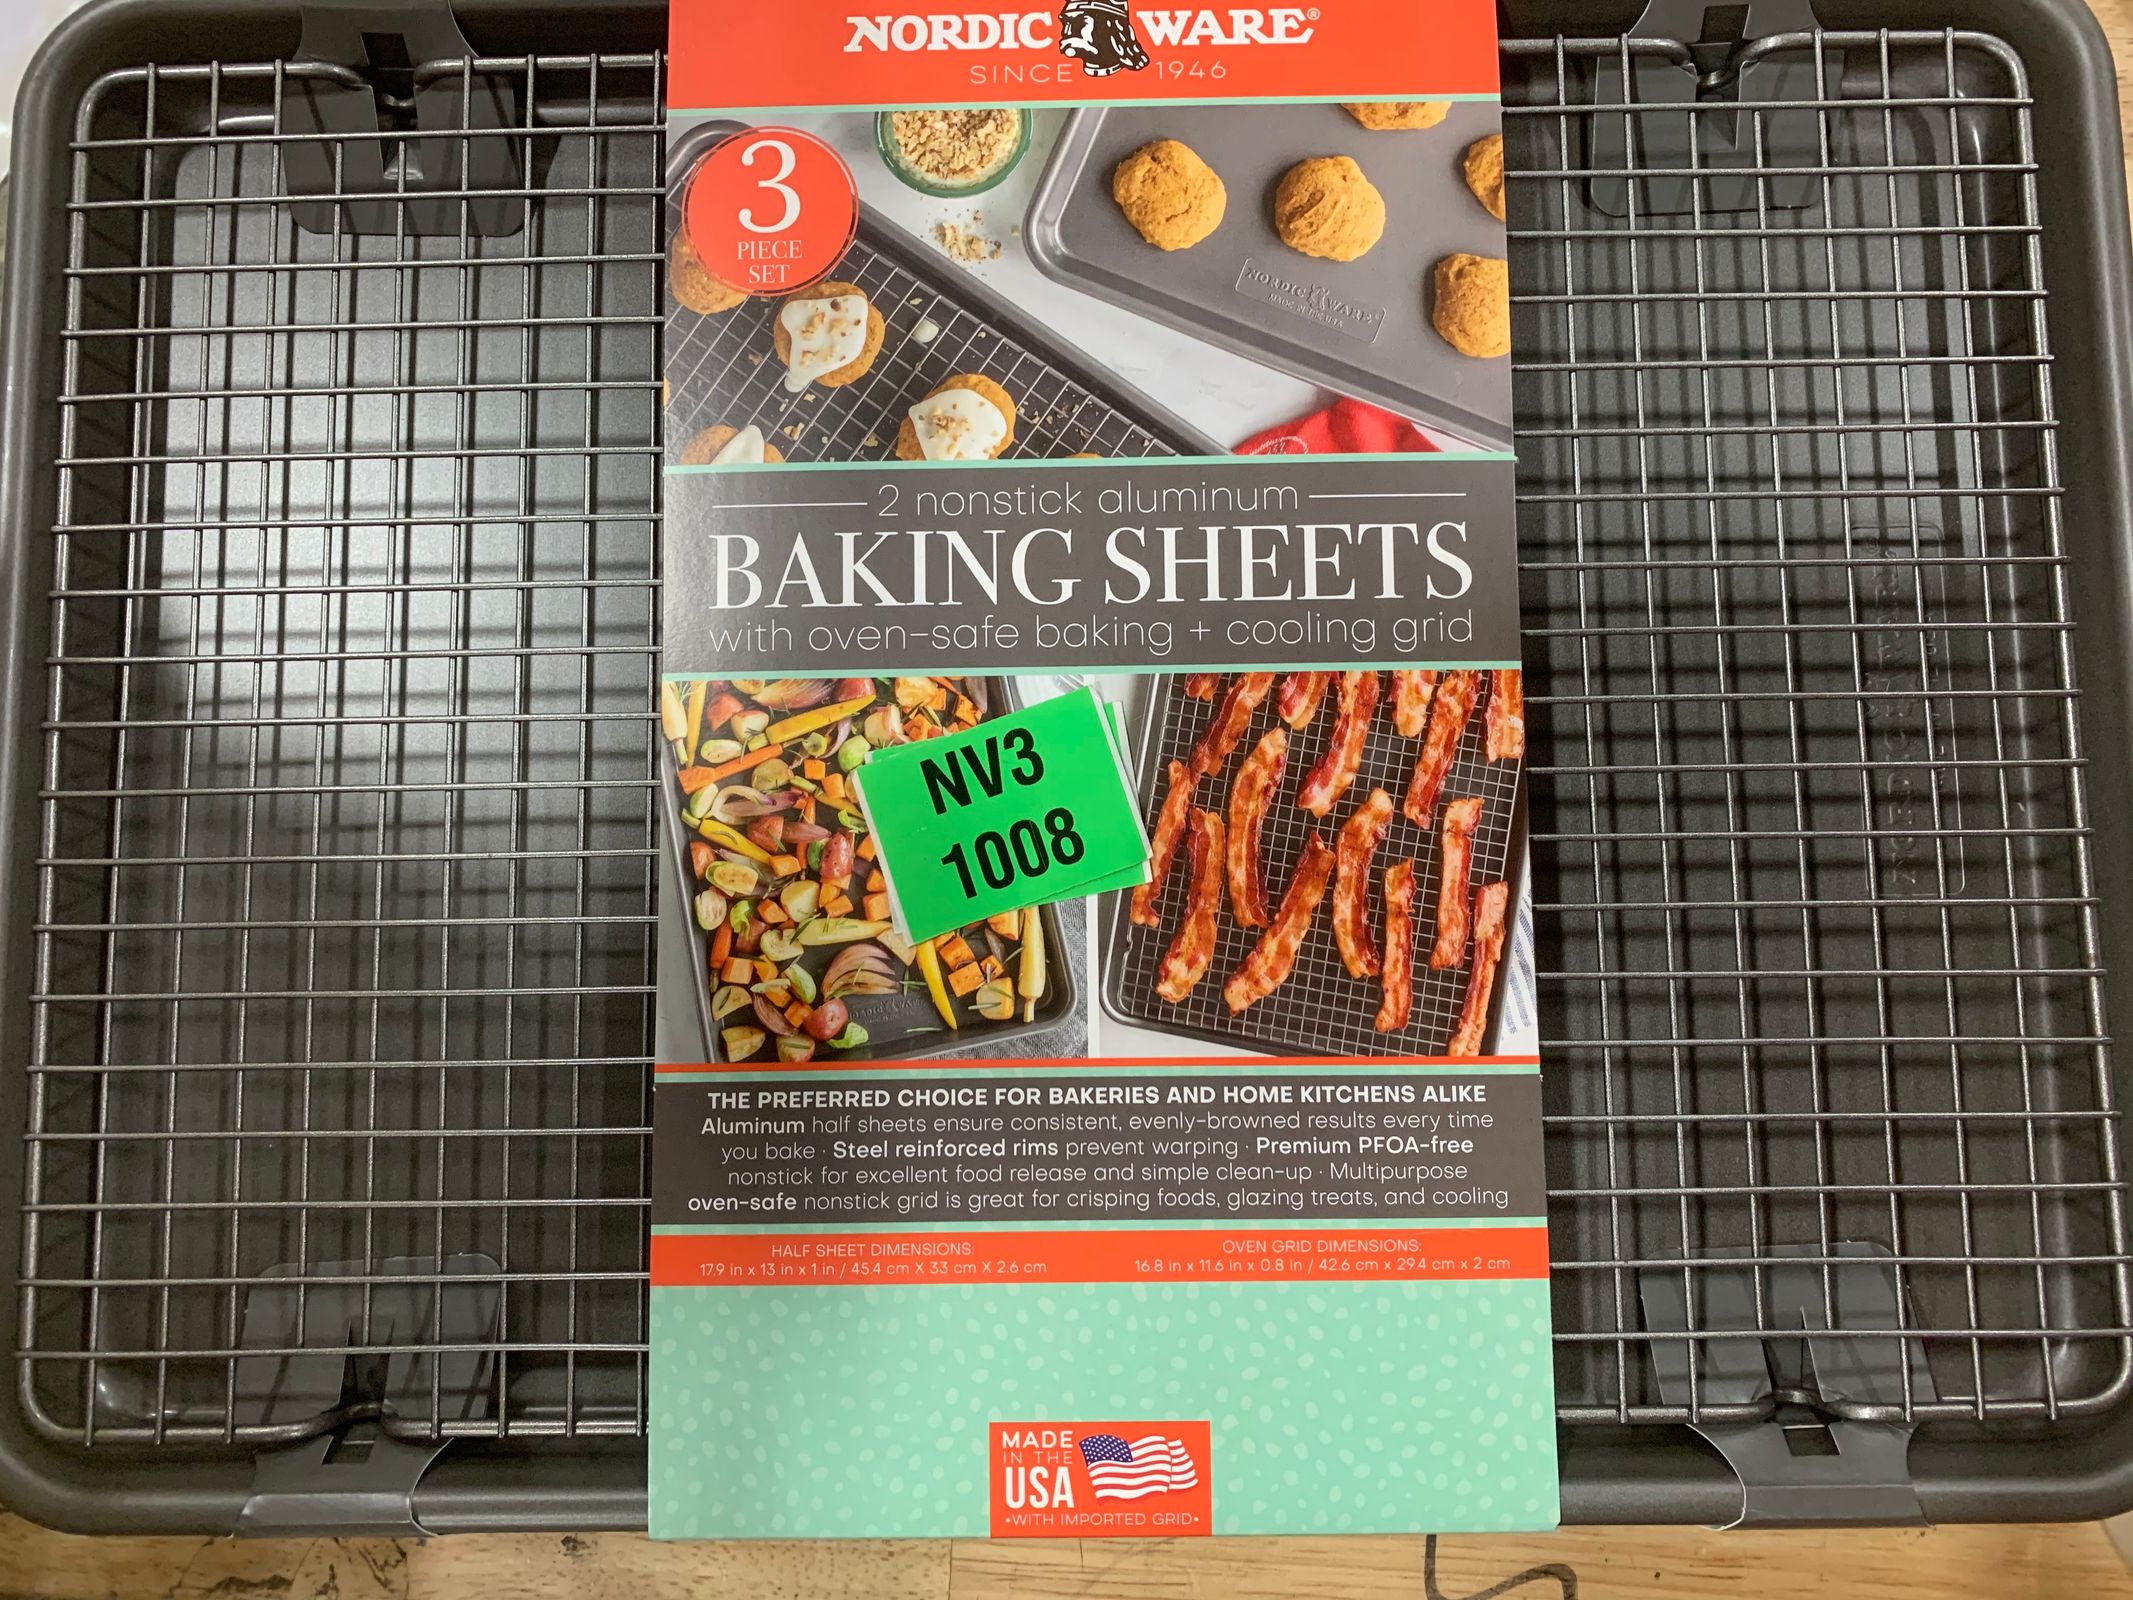 NORDIC WARE®
SINCE 1946
3
PIECE
SET
NORDIC WARE®
MADE IN THE USA
2 nonstick aluminum
BAKING SHEETS
with oven-safe baking + cooling grid
NV3
1008
THE PREFERRED CHOICE FOR BAKERIES AND HOME KITCHENS ALIKE
Aluminum half sheets ensure consistent, evenly-browned results every time
you bake · Steel reinforced rims prevent warping · Premium PFOA-free
nonstick for excellent food release and simple clean-up · Multipurpose
oven-safe nonstick grid is great for crisping foods, glazing treats, and cooling
HALF SHEET DIMENSIONS:
17.9 in x 13 in x 1 in / 45.4 cm X 33 cm X 2.6 cm
OVEN GRID DIMENSIONS:
16.8 in x 11.6 in x 0.8 in / 42.6 cm x 29.4 cm x 2 cm
MADE
IN THE
USA
•WITH IMPORTED GRID•